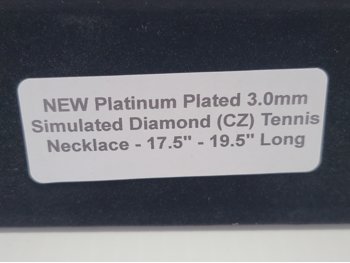 NEW Platinum Plated 3.0mm
Simulated Diamond (CZ) Tennis
Necklace - 17.5" - 19.5" Long